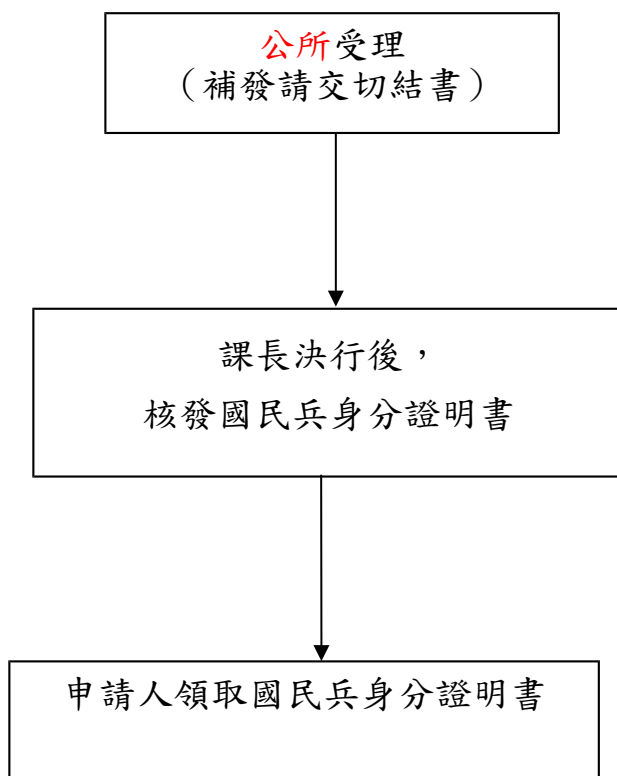 公所受理
（補發請交切結書）
課長決行後，
核發國民兵身分證明書
申請人領取國民兵身分證明書